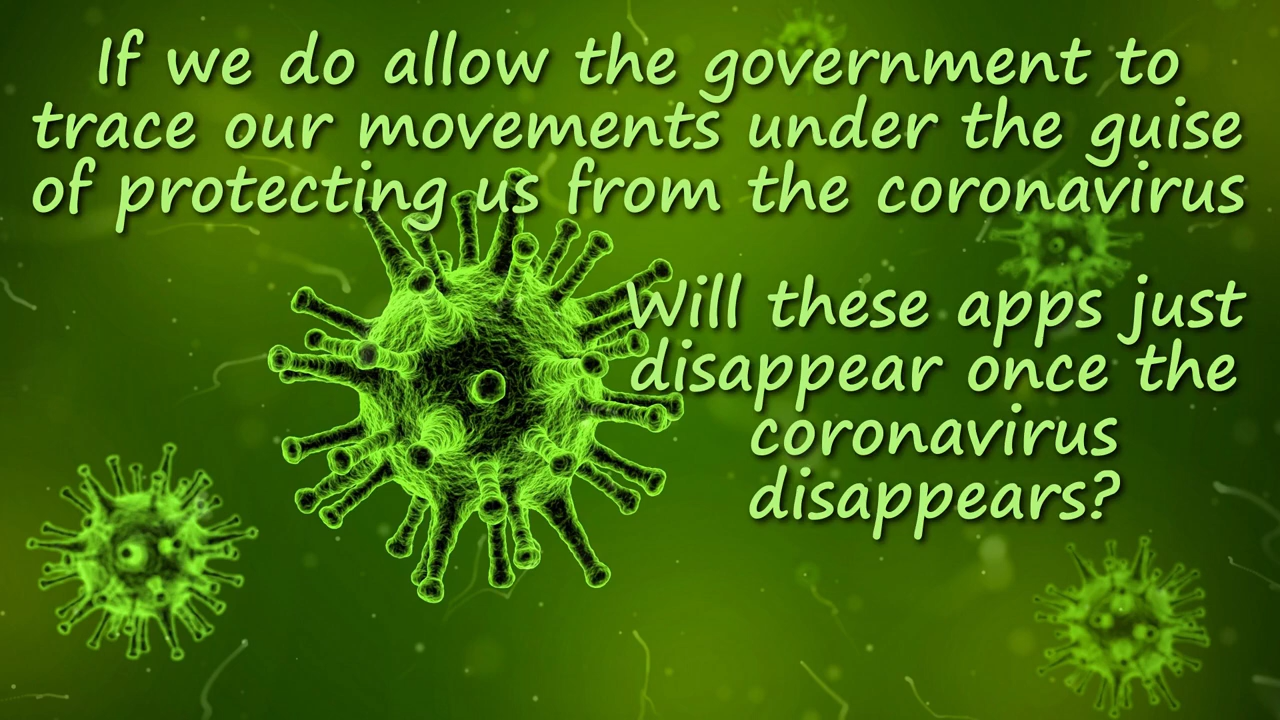 If we do allow the government to
trace our movements under the guise
of protecting us from the coronavirus
Will these apps just
disappear once the
coronavirus
disappears?